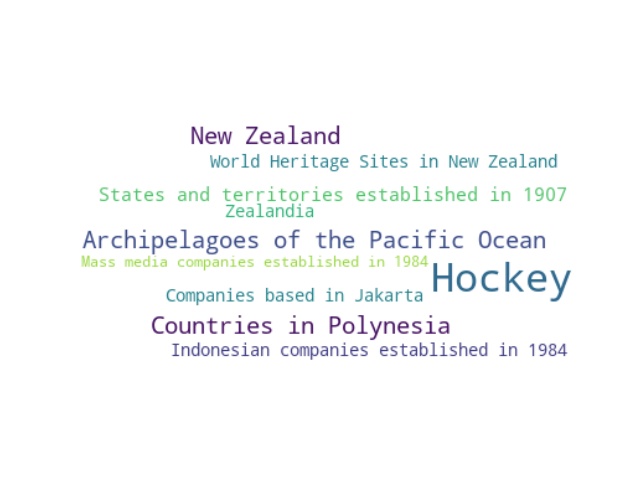 New Zealand
World Heritage Sites in New Zealand
States and territories established in 1907
Zealandia
Archipelagoes of the Pacific Ocean
Mass media companies established in 1984
Hockey
Companies based in Jakarta
Countries in Polynesia
Indonesian companies established in 1984